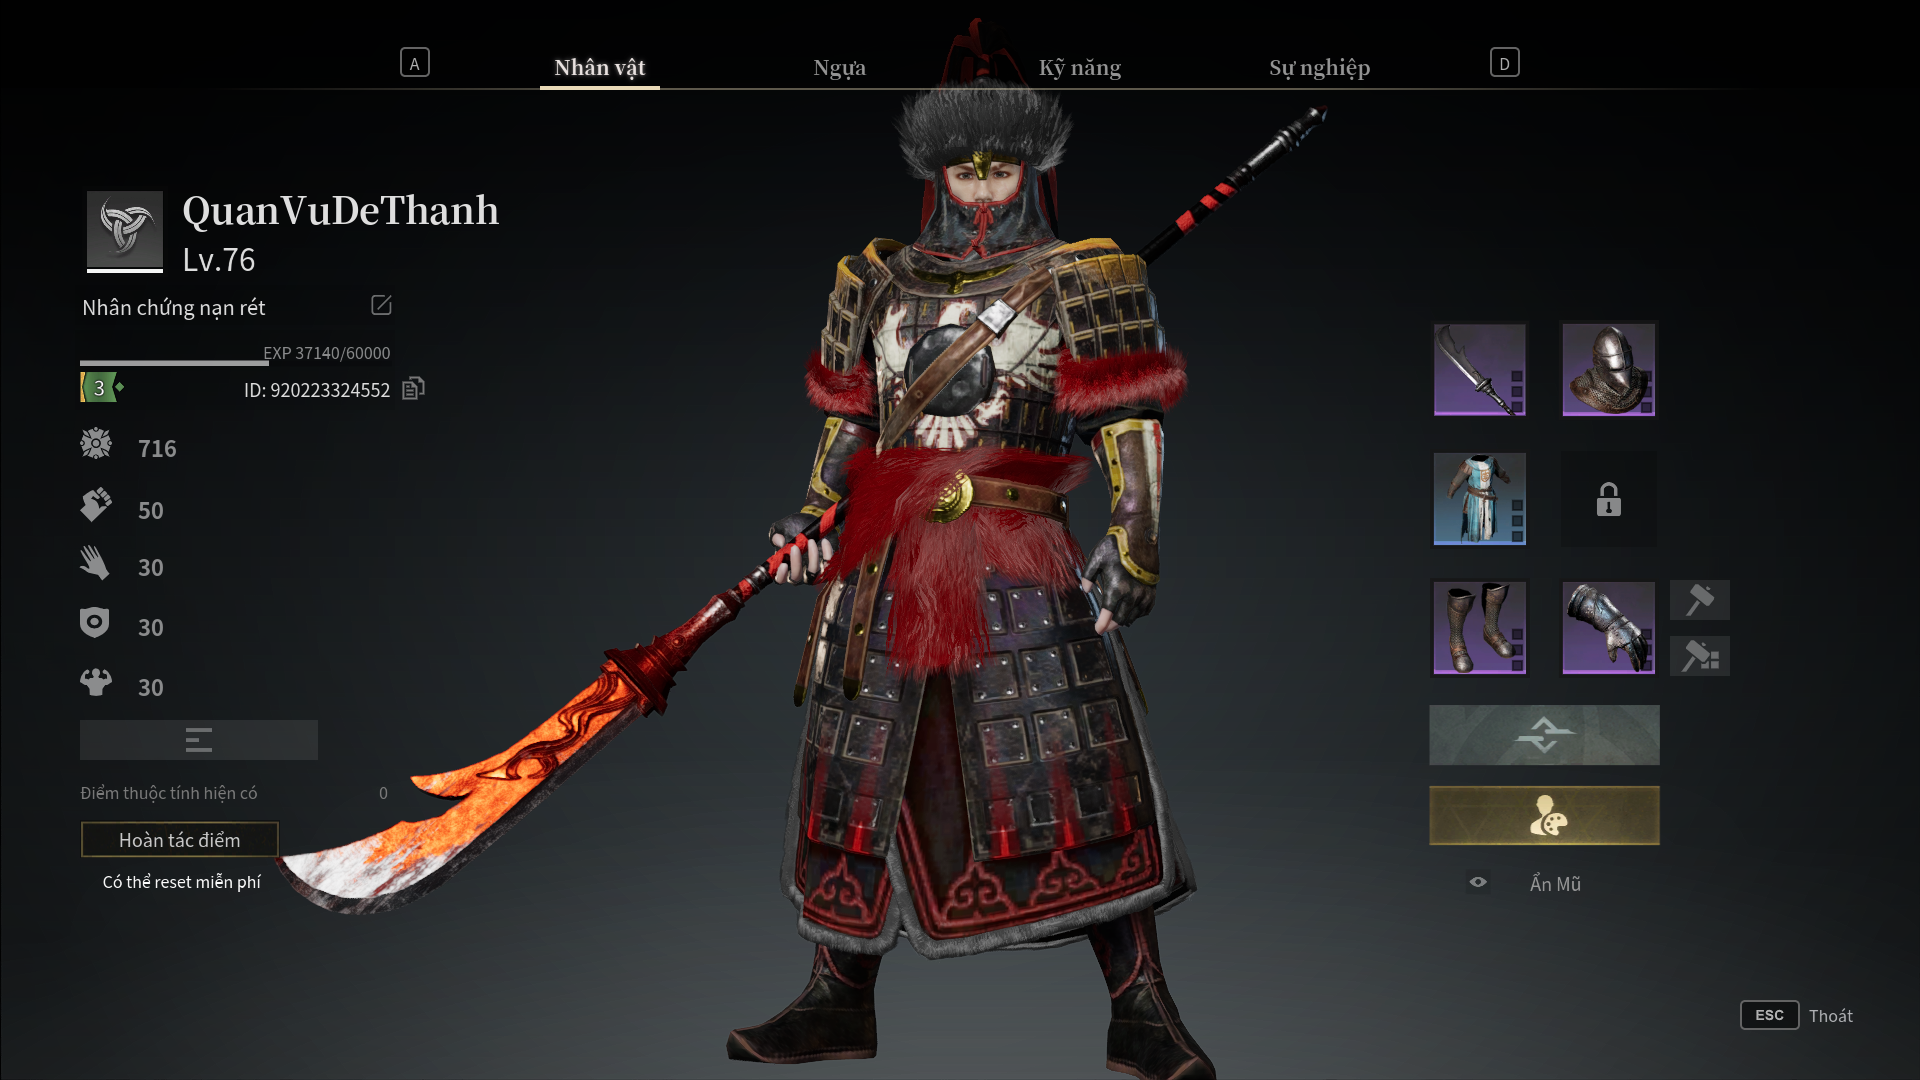 A
Nhân vật
Ngựa
Kỹ năng
Sự nghiệp
D
QuanVuDeThanh
Lv.76
Nhân chứng nạn rét
EXP 37140/60000
3
ID: 920223324552
716
50
30
30
30
Điểm thuộc tính hiện có
0
Hoàn tác điểm
Có thể reset miễn phí
Ẩn Mũ
ESC Thoát